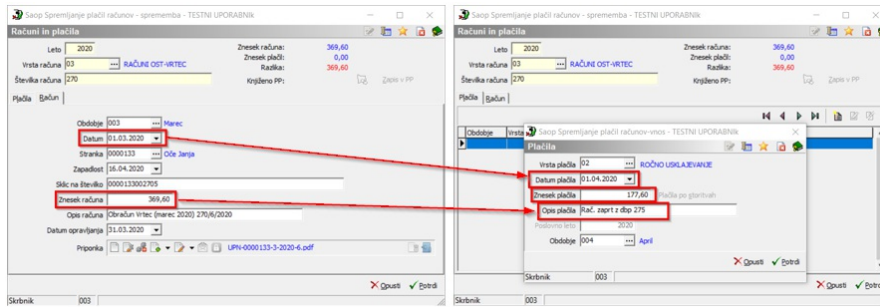 Saop Spremljanje plačil računov - sprememba - TESTNI UPORABNIk
Računi in plačila
Leto 2020
Znesek računa: 369,60
Vrsta računa 03 ... RAČUNI OST-VRTEC
Znesek plačil: 0,00
Razlika: 369,60
Številka računa 270
Knjiženo PP:
Zapis v PP
Plačila Račun
Obdobje 003 ... Marec
Datum 01.03.2020
Stranka 0000133 ... Oče Janja
Zapadlost 16.04.2020
Sklic na številko 0000133002705
Znesek računa 369,60
Opis računa Obračun Vrtec (marec 2020) 270/6/2020
Datum opravljanja 31.03.2020
Priponka UPN-0000133-3-2020-6.pdf
Opusti Potrdi
Skrbnik 003
Saop Spremljanje plačil računov - sprememba - TESTNI UPORABNIk
Računi in plačila
Leto 2020
Znesek računa: 369,60
Vrsta računa 03 ... RAČUNI OST-VRTEC
Znesek plačil: 0,00
Razlika: 369,60
Številka računa 270
Knjiženo PP:
Zapis v PP
Plačila Račun
Obdobje Vrsta
Saop Spremljanje plačil računov-vnos - TESTNI UPORABNIk
Plačila
Vrsta plačila 02 ... ROČNO USKLAJEVANJE
Datum plačila 01.04.2020
Znesek plačila 177,60 Plačila po storitvah
Opis plačila Rač. zaprt z dbp 275
Poslovno leto 2020
Obdobje 004 ... April
Opusti Potrdi
Skrbnik 003
Opusti Potrdi
Skrbnik 003